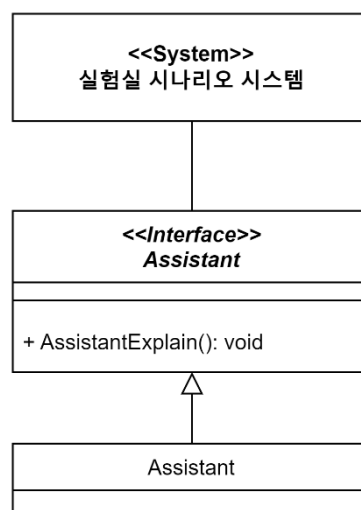 <<System>>
실험실 시나리오 시스템
<<Interface>>
Assistant
+ AssistantExplain(): void
Assistant